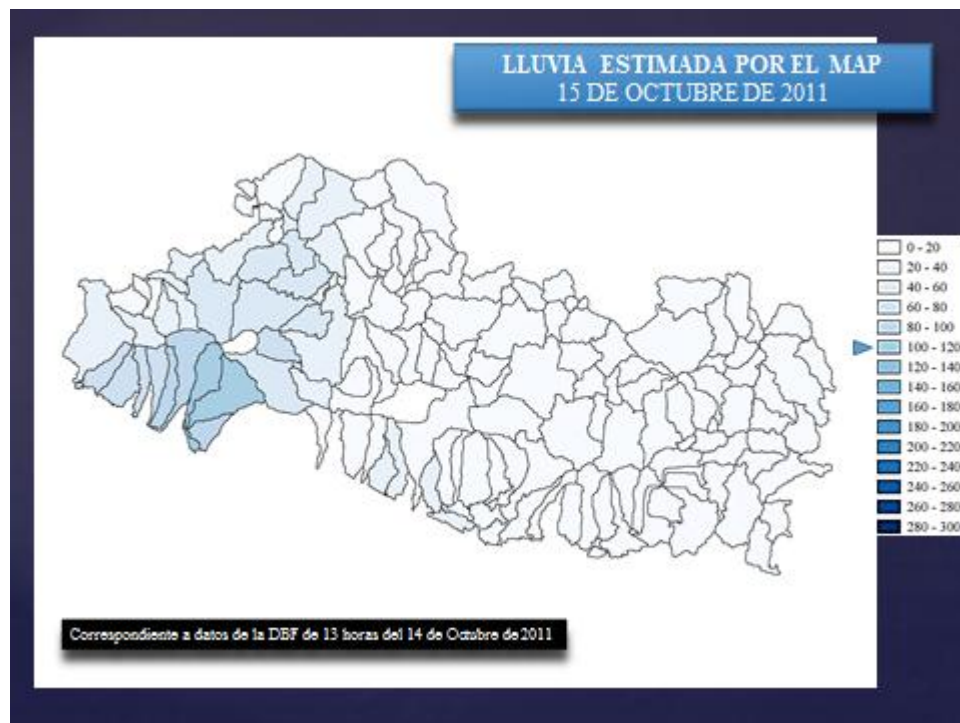 LLUVIA ESTIMADA POR EL MAP
15 DE OCTUBRE DE 2011
0 - 20
20 - 40
40 - 60
60 - 80
80 - 100
100 - 120
120 - 140
140 - 160
160 - 180
180 - 200
200 - 220
220 - 240
240 - 260
260 - 280
280 - 300
Correspondiente a datos de la DBF de 13 horas del 14 de Octubre de 2011